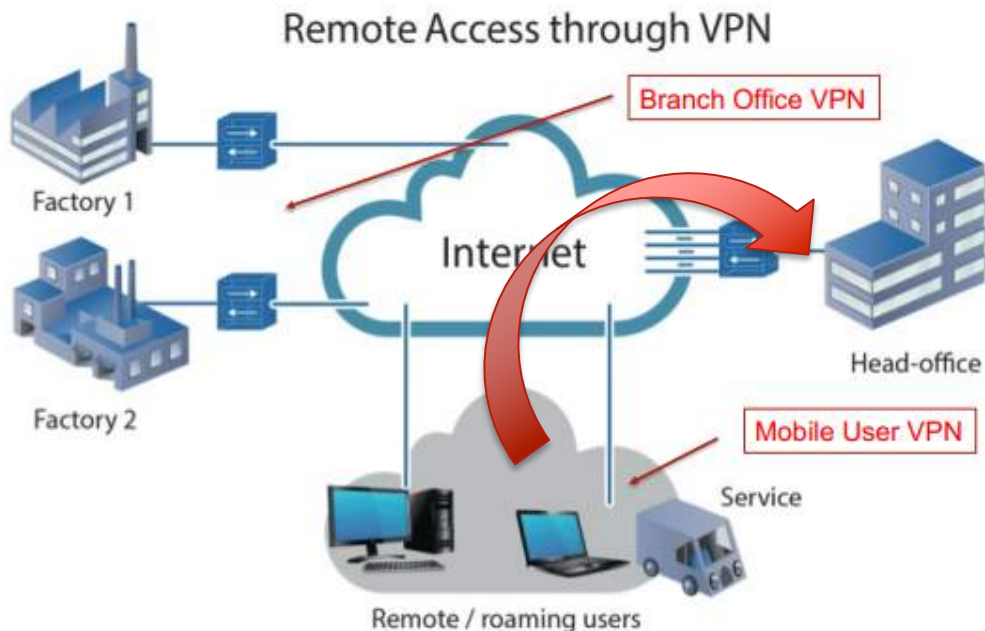 Remote Access through VPN
Branch Office VPN
Factory 1
Internet
Factory 2
Head-office
Mobile User VPN
Service
Remote / roaming users